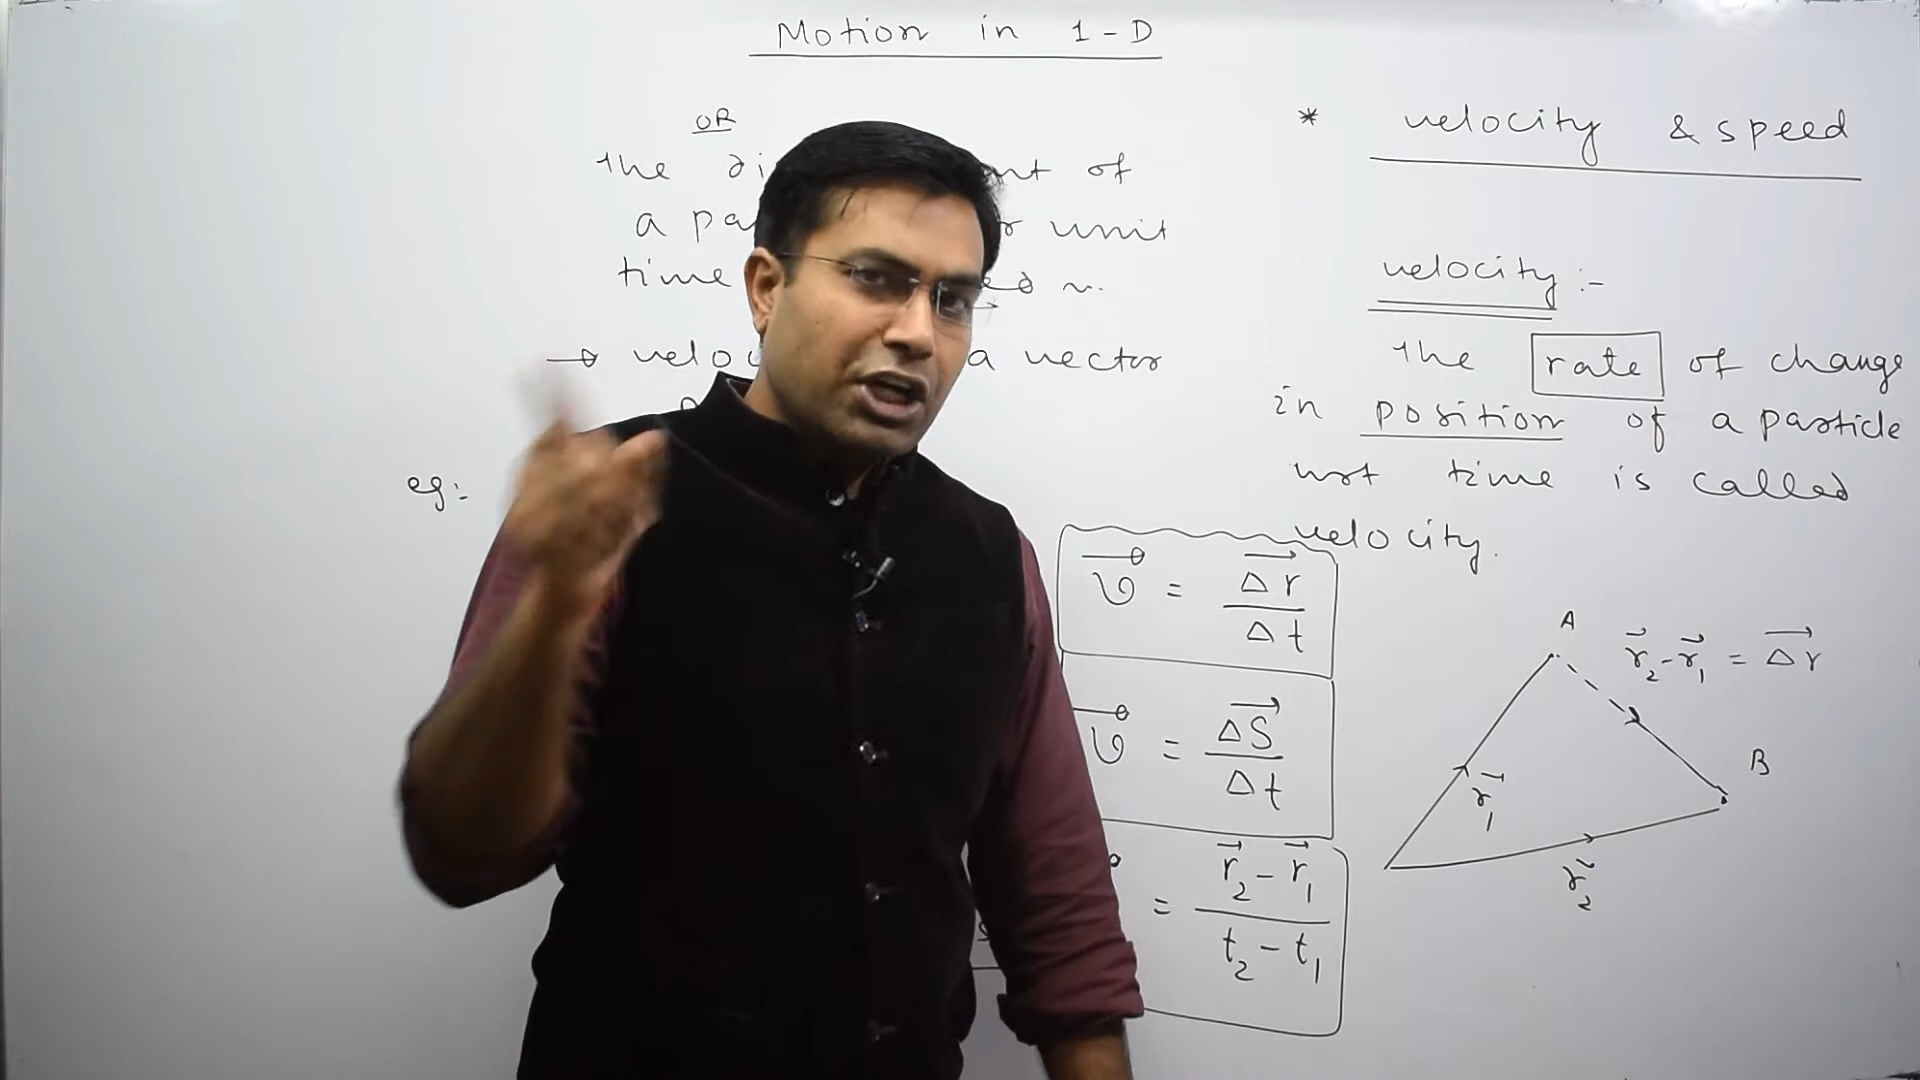 Motion in 1-D
* velocity & speed
velocity :-
The rate of change
in position of a particle
wrt time is called
velocity.
A
r⃗₂ - r⃗₁ = Δr⃗
B
r⃗₁
r⃗₂
v⃗ = Δr⃗ / Δt
v⃗ = ΔS⃗ / Δt
= r⃗₂ - r⃗₁ / t₂ - t₁
OR
The of
a unit
time v.
→ a vector
eg: